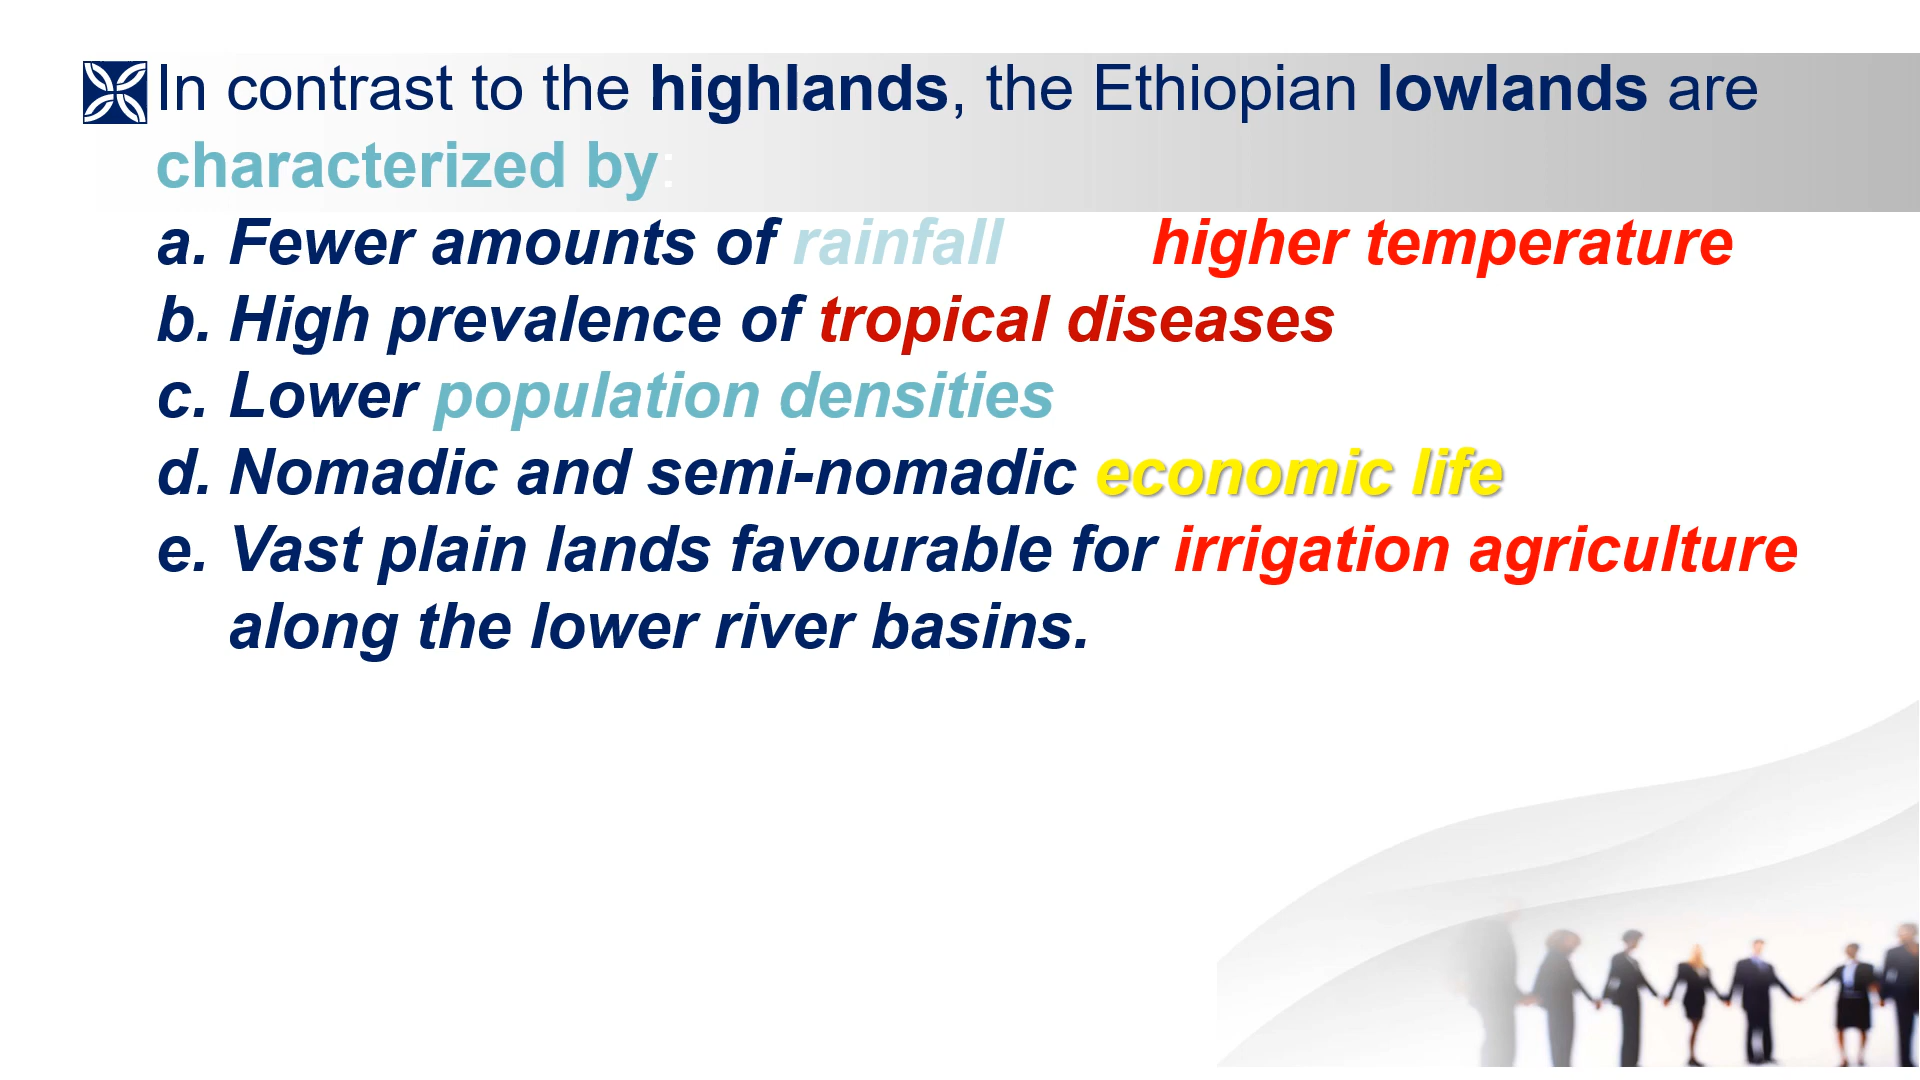 In contrast to the highlands, the Ethiopian lowlands are
characterized by:
a. Fewer amounts of rainfall higher temperature
b. High prevalence of tropical diseases
c. Lower population densities
d. Nomadic and semi-nomadic economic life
e. Vast plain lands favourable for irrigation agriculture
along the lower river basins.